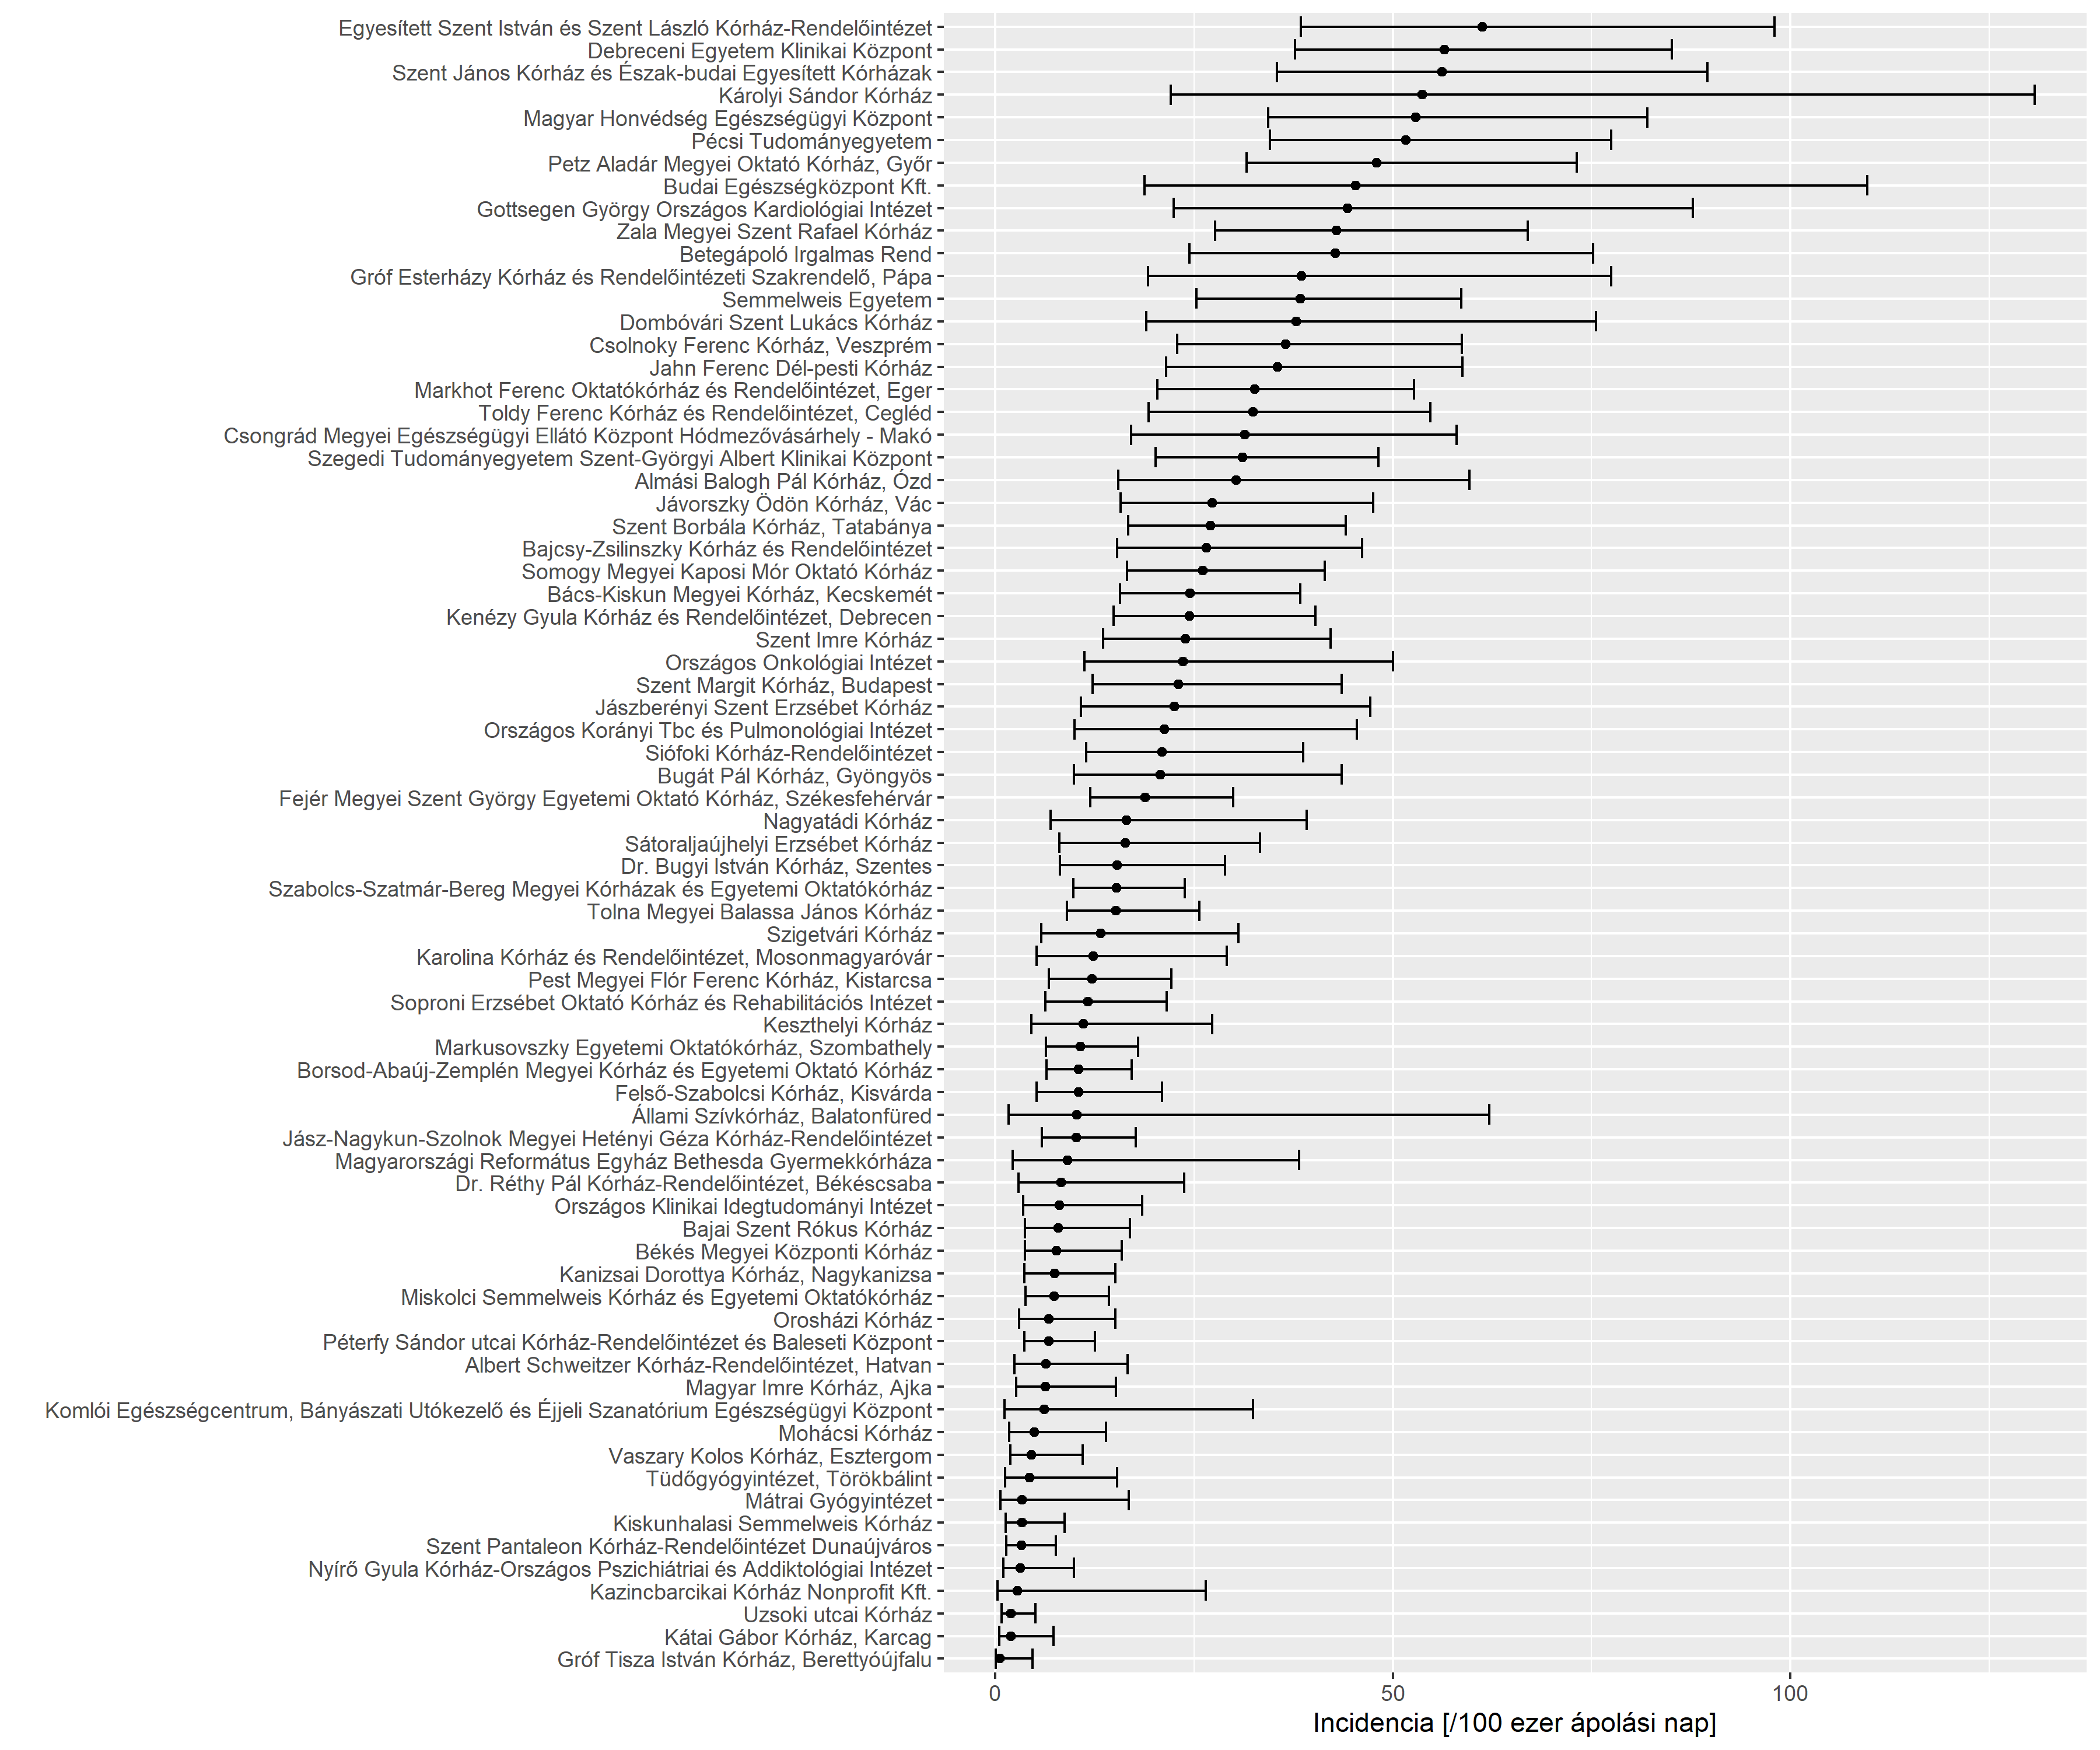 Egyesített Szent István és Szent László Kórház-Rendelőintézet
Debreceni Egyetem Klinikai Központ
Szent János Kórház és Észak-budai Egyesített Kórházak
Károlyi Sándor Kórház
Magyar Honvédség Egészségügyi Központ
Pécsi Tudományegyetem
Petz Aladár Megyei Oktató Kórház, Győr
Budai Egészségközpont Kft.
Gottsegen György Országos Kardiológiai Intézet
Zala Megyei Szent Rafael Kórház
Betegápoló Irgalmas Rend
Gróf Esterházy Kórház és Rendelőintézeti Szakrendelő, Pápa
Semmelweis Egyetem
Dombóvári Szent Lukács Kórház
Csolnoky Ferenc Kórház, Veszprém
Jahn Ferenc Dél-pesti Kórház
Markhot Ferenc Oktatókórház és Rendelőintézet, Eger
Toldy Ferenc Kórház és Rendelőintézet, Cegléd
Csongrád Megyei Egészségügyi Ellátó Központ Hódmezővásárhely - Makó
Szegedi Tudományegyetem Szent-Györgyi Albert Klinikai Központ
Almási Balogh Pál Kórház, Ózd
Jávorszky Ödön Kórház, Vác
Szent Borbála Kórház, Tatabánya
Bajcsy-Zsilinszky Kórház és Rendelőintézet
Somogy Megyei Kaposi Mór Oktató Kórház
Bács-Kiskun Megyei Kórház, Kecskemét
Kenézy Gyula Kórház és Rendelőintézet, Debrecen
Szent Imre Kórház
Országos Onkológiai Intézet
Szent Margit Kórház, Budapest
Jászberényi Szent Erzsébet Kórház
Országos Korányi Tbc és Pulmonológiai Intézet
Siófoki Kórház-Rendelőintézet
Bugát Pál Kórház, Gyöngyös
Fejér Megyei Szent György Egyetemi Oktató Kórház, Székesfehérvár
Nagyatádi Kórház
Sátoraljaújhelyi Erzsébet Kórház
Dr. Bugyi István Kórház, Szentes
Szabolcs-Szatmár-Bereg Megyei Kórházak és Egyetemi Oktatókórház
Tolna Megyei Balassa János Kórház
Szigetvári Kórház
Karolina Kórház és Rendelőintézet, Mosonmagyaróvár
Pest Megyei Flór Ferenc Kórház, Kistarcsa
Soproni Erzsébet Oktató Kórház és Rehabilitációs Intézet
Keszthelyi Kórház
Markusovszky Egyetemi Oktatókórház, Szombathely
Borsod-Abaúj-Zemplén Megyei Kórház és Egyetemi Oktató Kórház
Felső-Szabolcsi Kórház, Kisvárda
Állami Szívkórház, Balatonfüred
Jász-Nagykun-Szolnok Megyei Hetényi Géza Kórház-Rendelőintézet
Magyarországi Református Egyház Bethesda Gyermekkórháza
Dr. Réthy Pál Kórház-Rendelőintézet, Békéscsaba
Országos Klinikai Idegtudományi Intézet
Bajai Szent Rókus Kórház
Békés Megyei Központi Kórház
Kanizsai Dorottya Kórház, Nagykanizsa
Miskolci Semmelweis Kórház és Egyetemi Oktatókórház
Orosházi Kórház
Péterfy Sándor utcai Kórház-Rendelőintézet és Baleseti Központ
Albert Schweitzer Kórház-Rendelőintézet, Hatvan
Magyar Imre Kórház, Ajka
Komlói Egészségcentrum, Bányászati Utókezelő és Éjjeli Szanatórium Egészségügyi Központ
Mohácsi Kórház
Vaszary Kolos Kórház, Esztergom
Tüdőgyógyintézet, Törökbálint
Mátrai Gyógyintézet
Kiskunhalasi Semmelweis Kórház
Szent Pantaleon Kórház-Rendelőintézet Dunaújváros
Nyírő Gyula Kórház-Országos Pszichiátriai és Addiktológiai Intézet
Kazincbarcikai Kórház Nonprofit Kft.
Uzsoki utcai Kórház
Kátai Gábor Kórház, Karcag
Gróf Tisza István Kórház, Berettyóújfalu
0 50 100
Incidencia [/100 ezer ápolási nap]